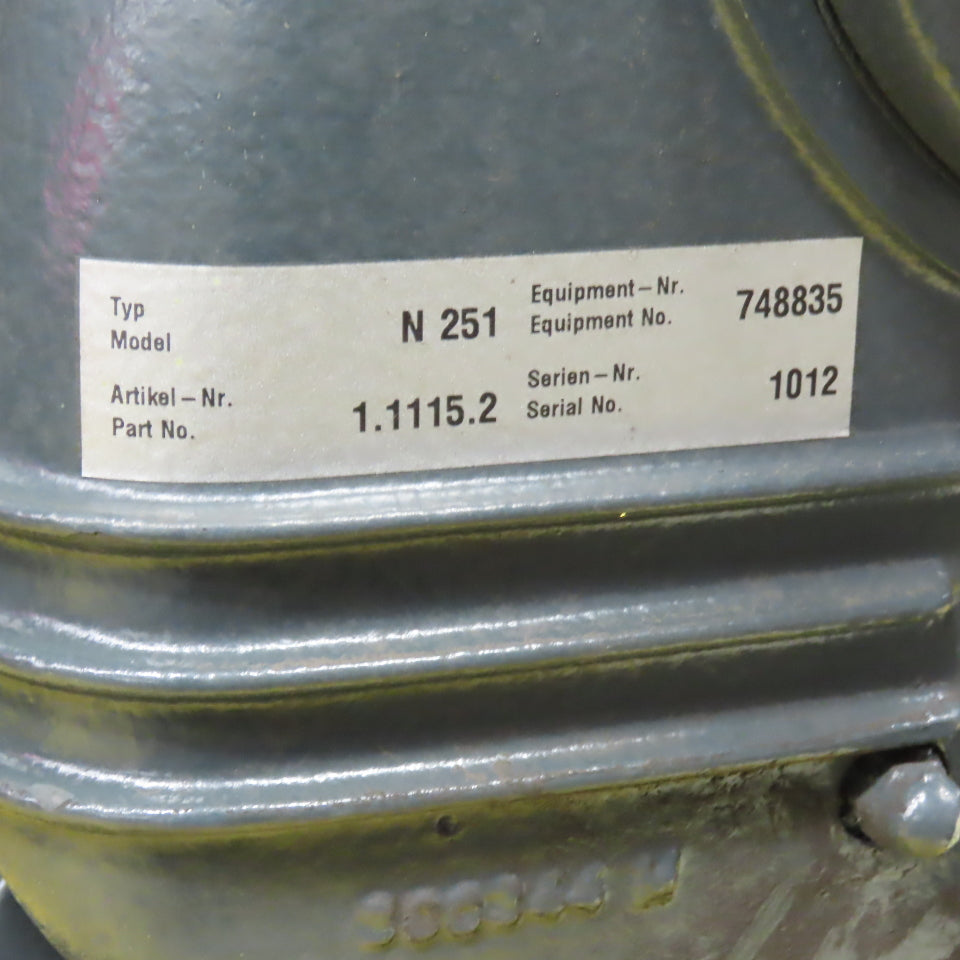 Typ
Model
N 251
Equipment-Nr.
Equipment No.
748835
Artikel-Nr.
Part No.
1.1115.2
Serien-Nr.
Serial No.
1012